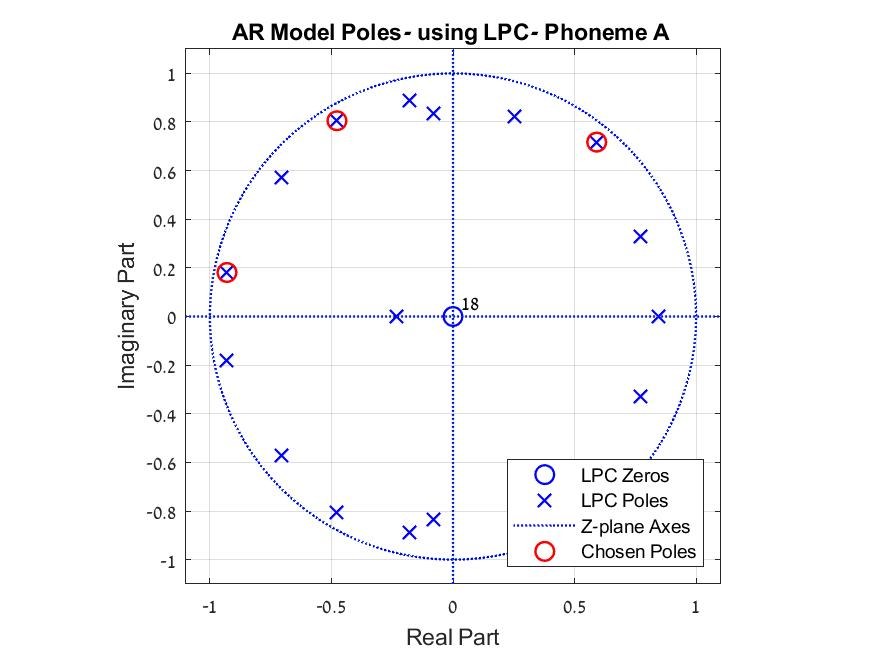 AR Model Poles- using LPC- Phoneme A
1
0.8
0.6
0.4
0.2
0
-0.2
-0.4
-0.6
-0.8
-1
Imaginary Part
18
LPC Zeros
LPC Poles
Z-plane Axes
Chosen Poles
-1 -0.5 0 0.5 1
Real Part